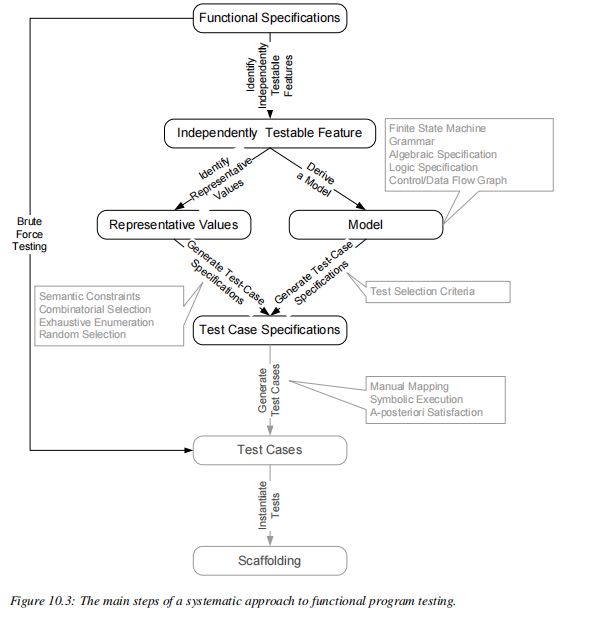 Functional Specifications
Identify
Independently
Testable
Features
Independently Testable Feature
Finite State Machine
Grammar
Algebraic Specification
Logic Specification
Control/Data Flow Graph
Identify
Representative
Values
Derive
a Model
Brute
Force
Testing
Representative Values
Model
Generate Test-Case
Specifications
Generate Test-Case
Specifications
Semantic Constraints
Combinatorial Selection
Exhaustive Enumeration
Random Selection
Test Selection Criteria
Test Case Specifications
Generate
Test Cases
Manual Mapping
Symbolic Execution
A-posteriori Satisfaction
Test Cases
Instantiate
Tests
Scaffolding
Figure 10.3: The main steps of a systematic approach to functional program testing.